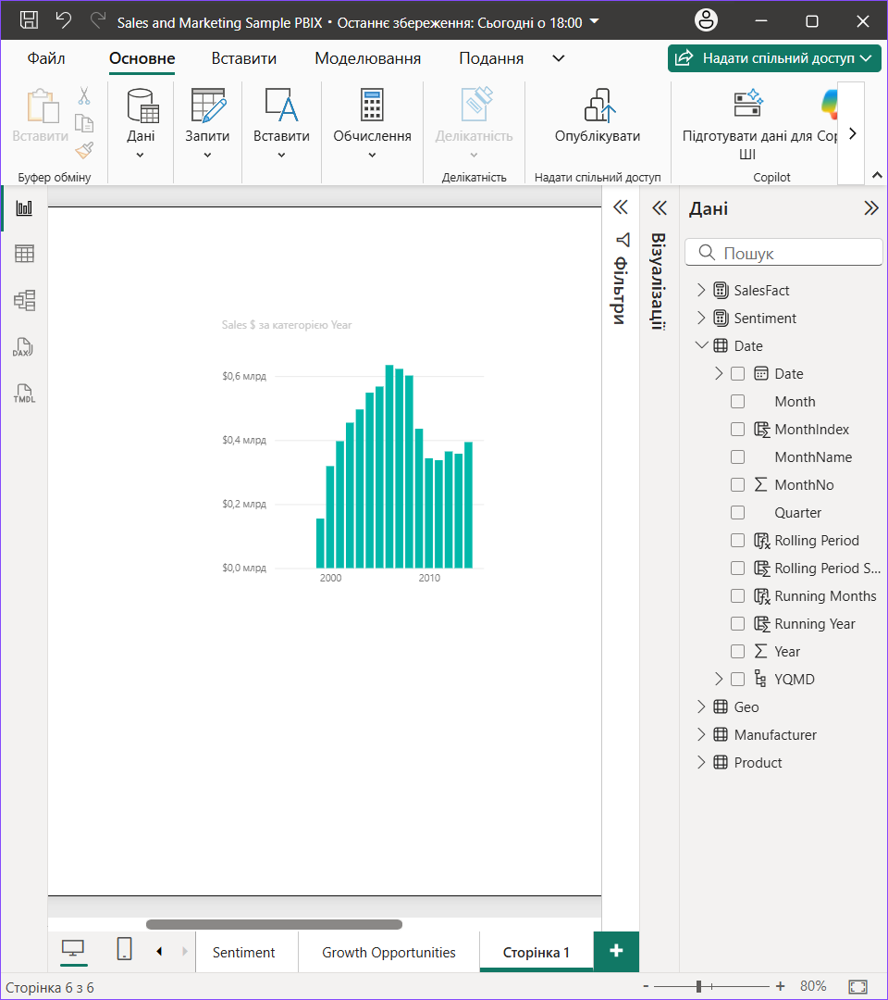 Sales and Marketing Sample PBIX • Останнє збереження: Сьогодні о 18:00
Файл
Основне
Вставити
Моделювання
Подання
Надати спільний доступ
Вставити
Буфер обміну
Дані
Запити
Вставити
Обчислення
Делікатність
Делікатність
Опублікувати
Надати спільний доступ
Підготувати дані для
ШІ
Cop
Copilot
DAX
TMDL
Sales $ за категорією Year
$0,6 млрд
$0,4 млрд
$0,2 млрд
$0,0 млрд
2000
2010
Фільтри
Візуалізації
Дані
Пошук
SalesFact
Sentiment
Date
Date
Month
MonthIndex
MonthName
MonthNo
Quarter
Rolling Period
Rolling Period S...
Running Months
Running Year
Year
YQMD
Geo
Manufacturer
Product
Sentiment
Growth Opportunities
Сторінка 1
Сторінка 6 з 6
80%